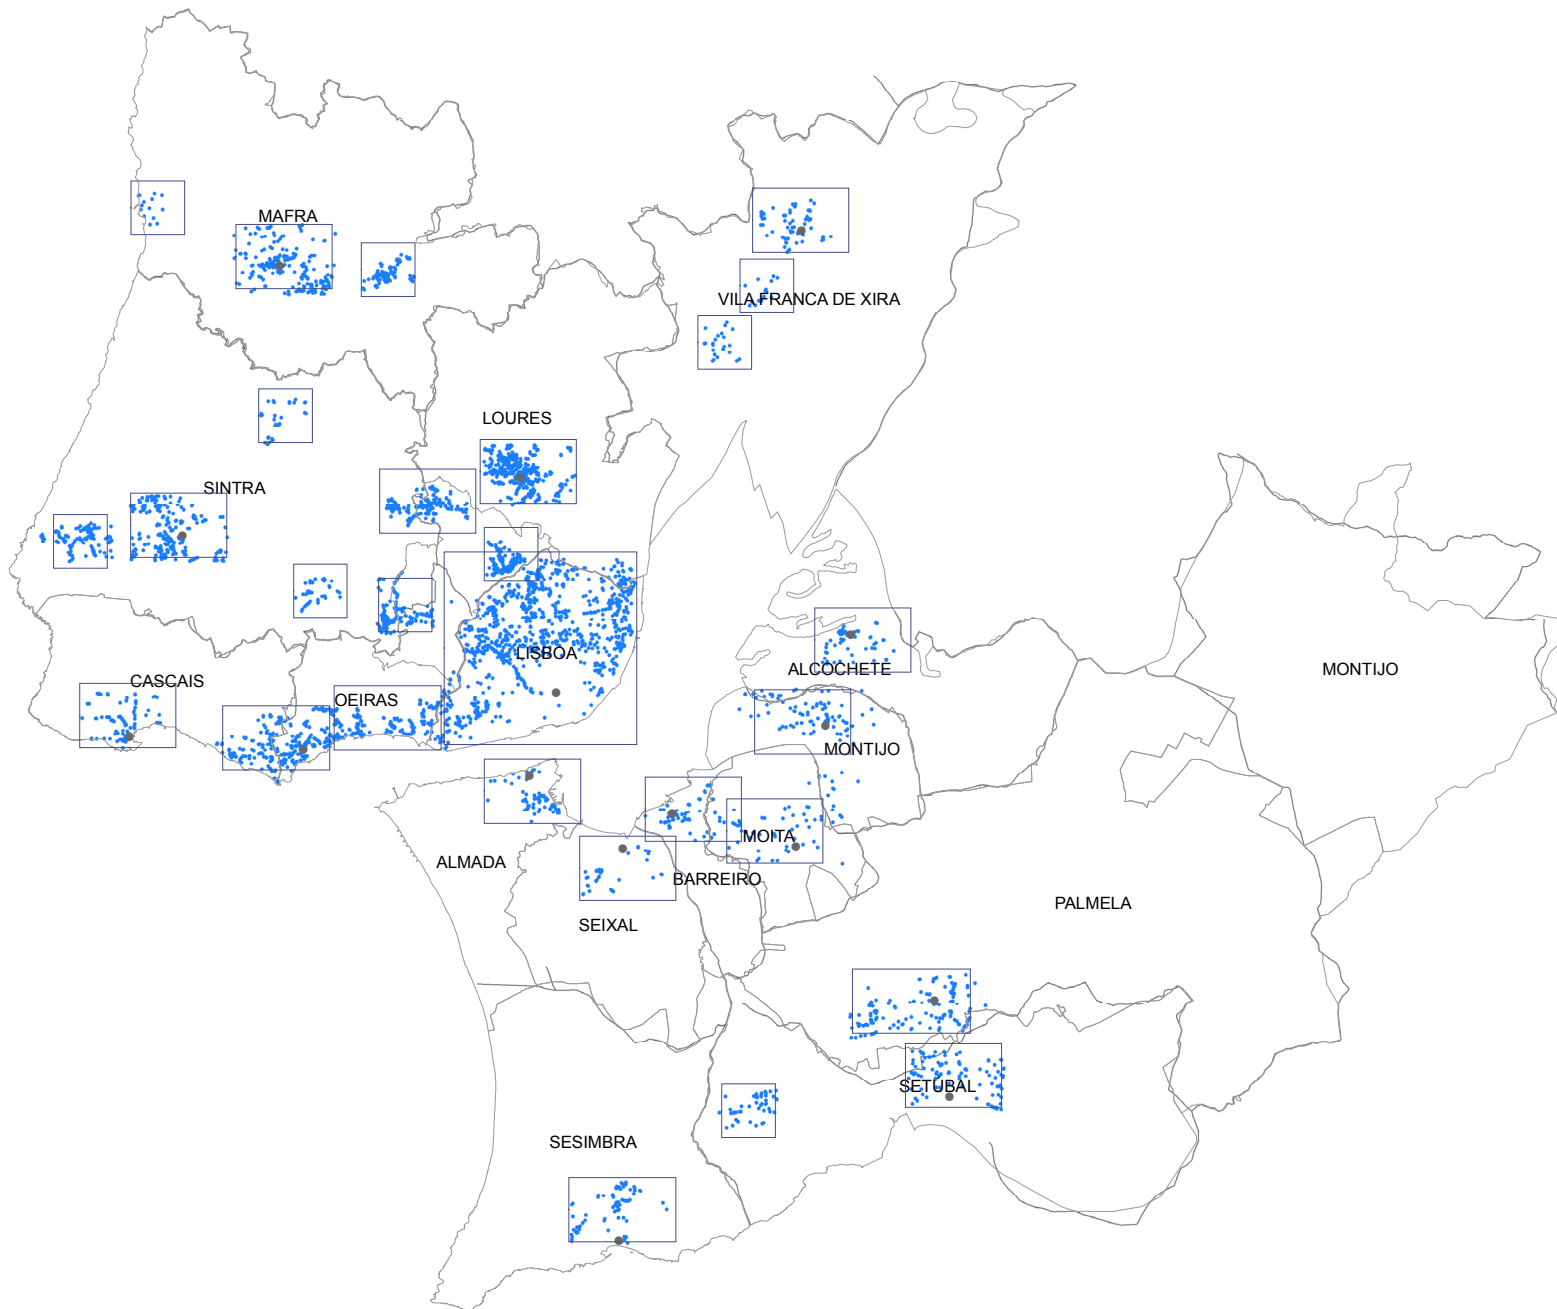 MAFRA
VILA FRANCA DE XIRA
LOURES
SINTRA
LISBOA
ALCOCHETE
MONTIJO
CASCAIS
OEIRAS
MONTIJO
MOITA
ALMADA
BARREIRO
PALMELA
SEIXAL
SETUBAL
SESIMBRA